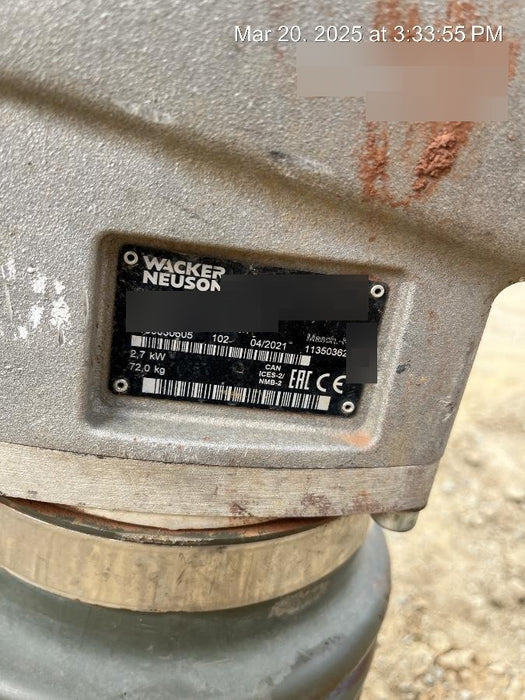 Mar 20. 2025 at 3:33:55 PM
WACKER
NEUSON
102 04/2021 11350362
2,7 kW
72,0 kg
CAN
ICES-2/
NMB-2
EAC CE